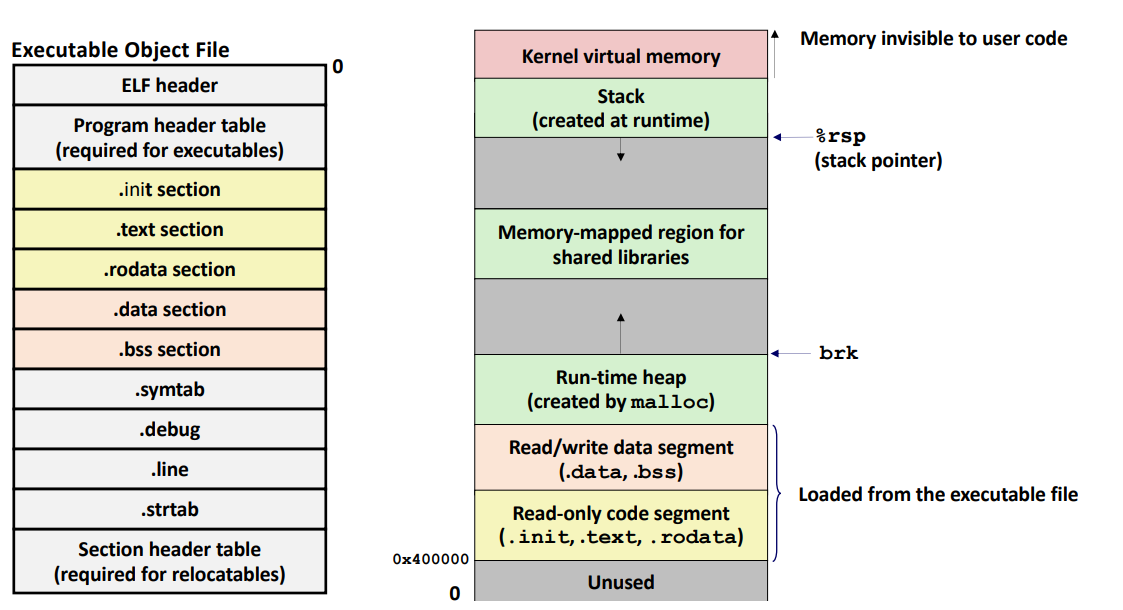 Executable Object File
0
ELF header
Program header table
(required for executables)
.init section
.text section
.rodata section
.data section
.bss section
.symtab
.debug
.line
.strtab
Section header table
(required for relocatables)
Kernel virtual memory
Memory invisible to user code
Stack
(created at runtime)
%rsp
(stack pointer)
Memory-mapped region for
shared libraries
brk
Run-time heap
(created by malloc)
Read/write data segment
(.data, .bss)
Loaded from the executable file
Read-only code segment
(.init, .text, .rodata)
0x400000
Unused
0